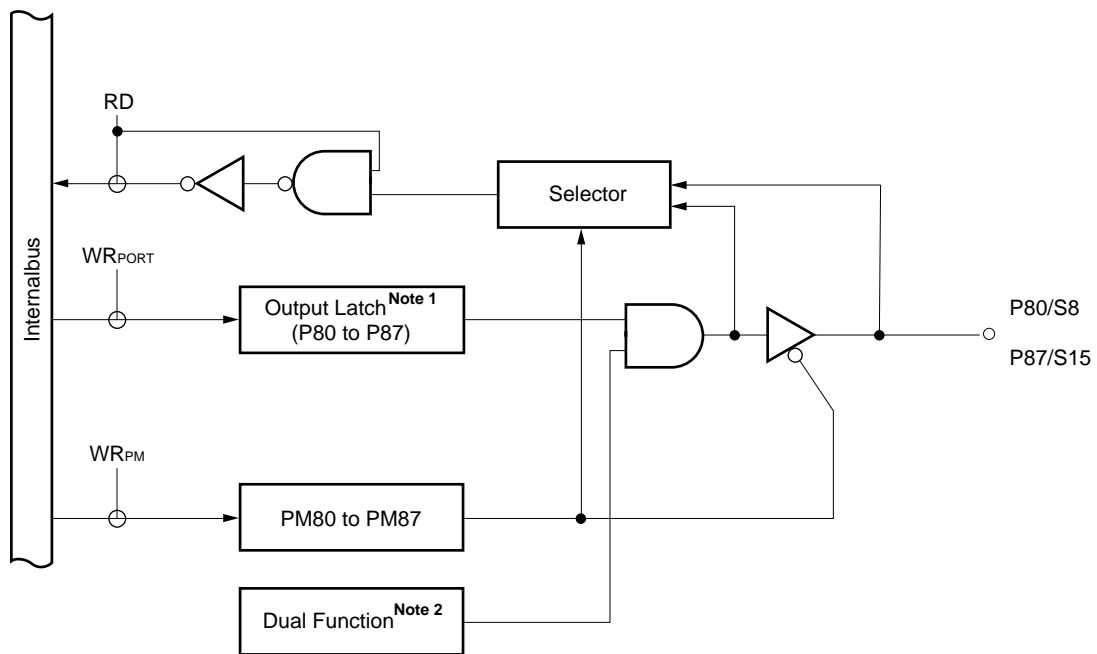 RD
Selector
Internalbus
WRPORT
Output Latch Note 1
(P80 to P87)
P80/S8
P87/S15
WRPM
PM80 to PM87
Dual Function Note 2